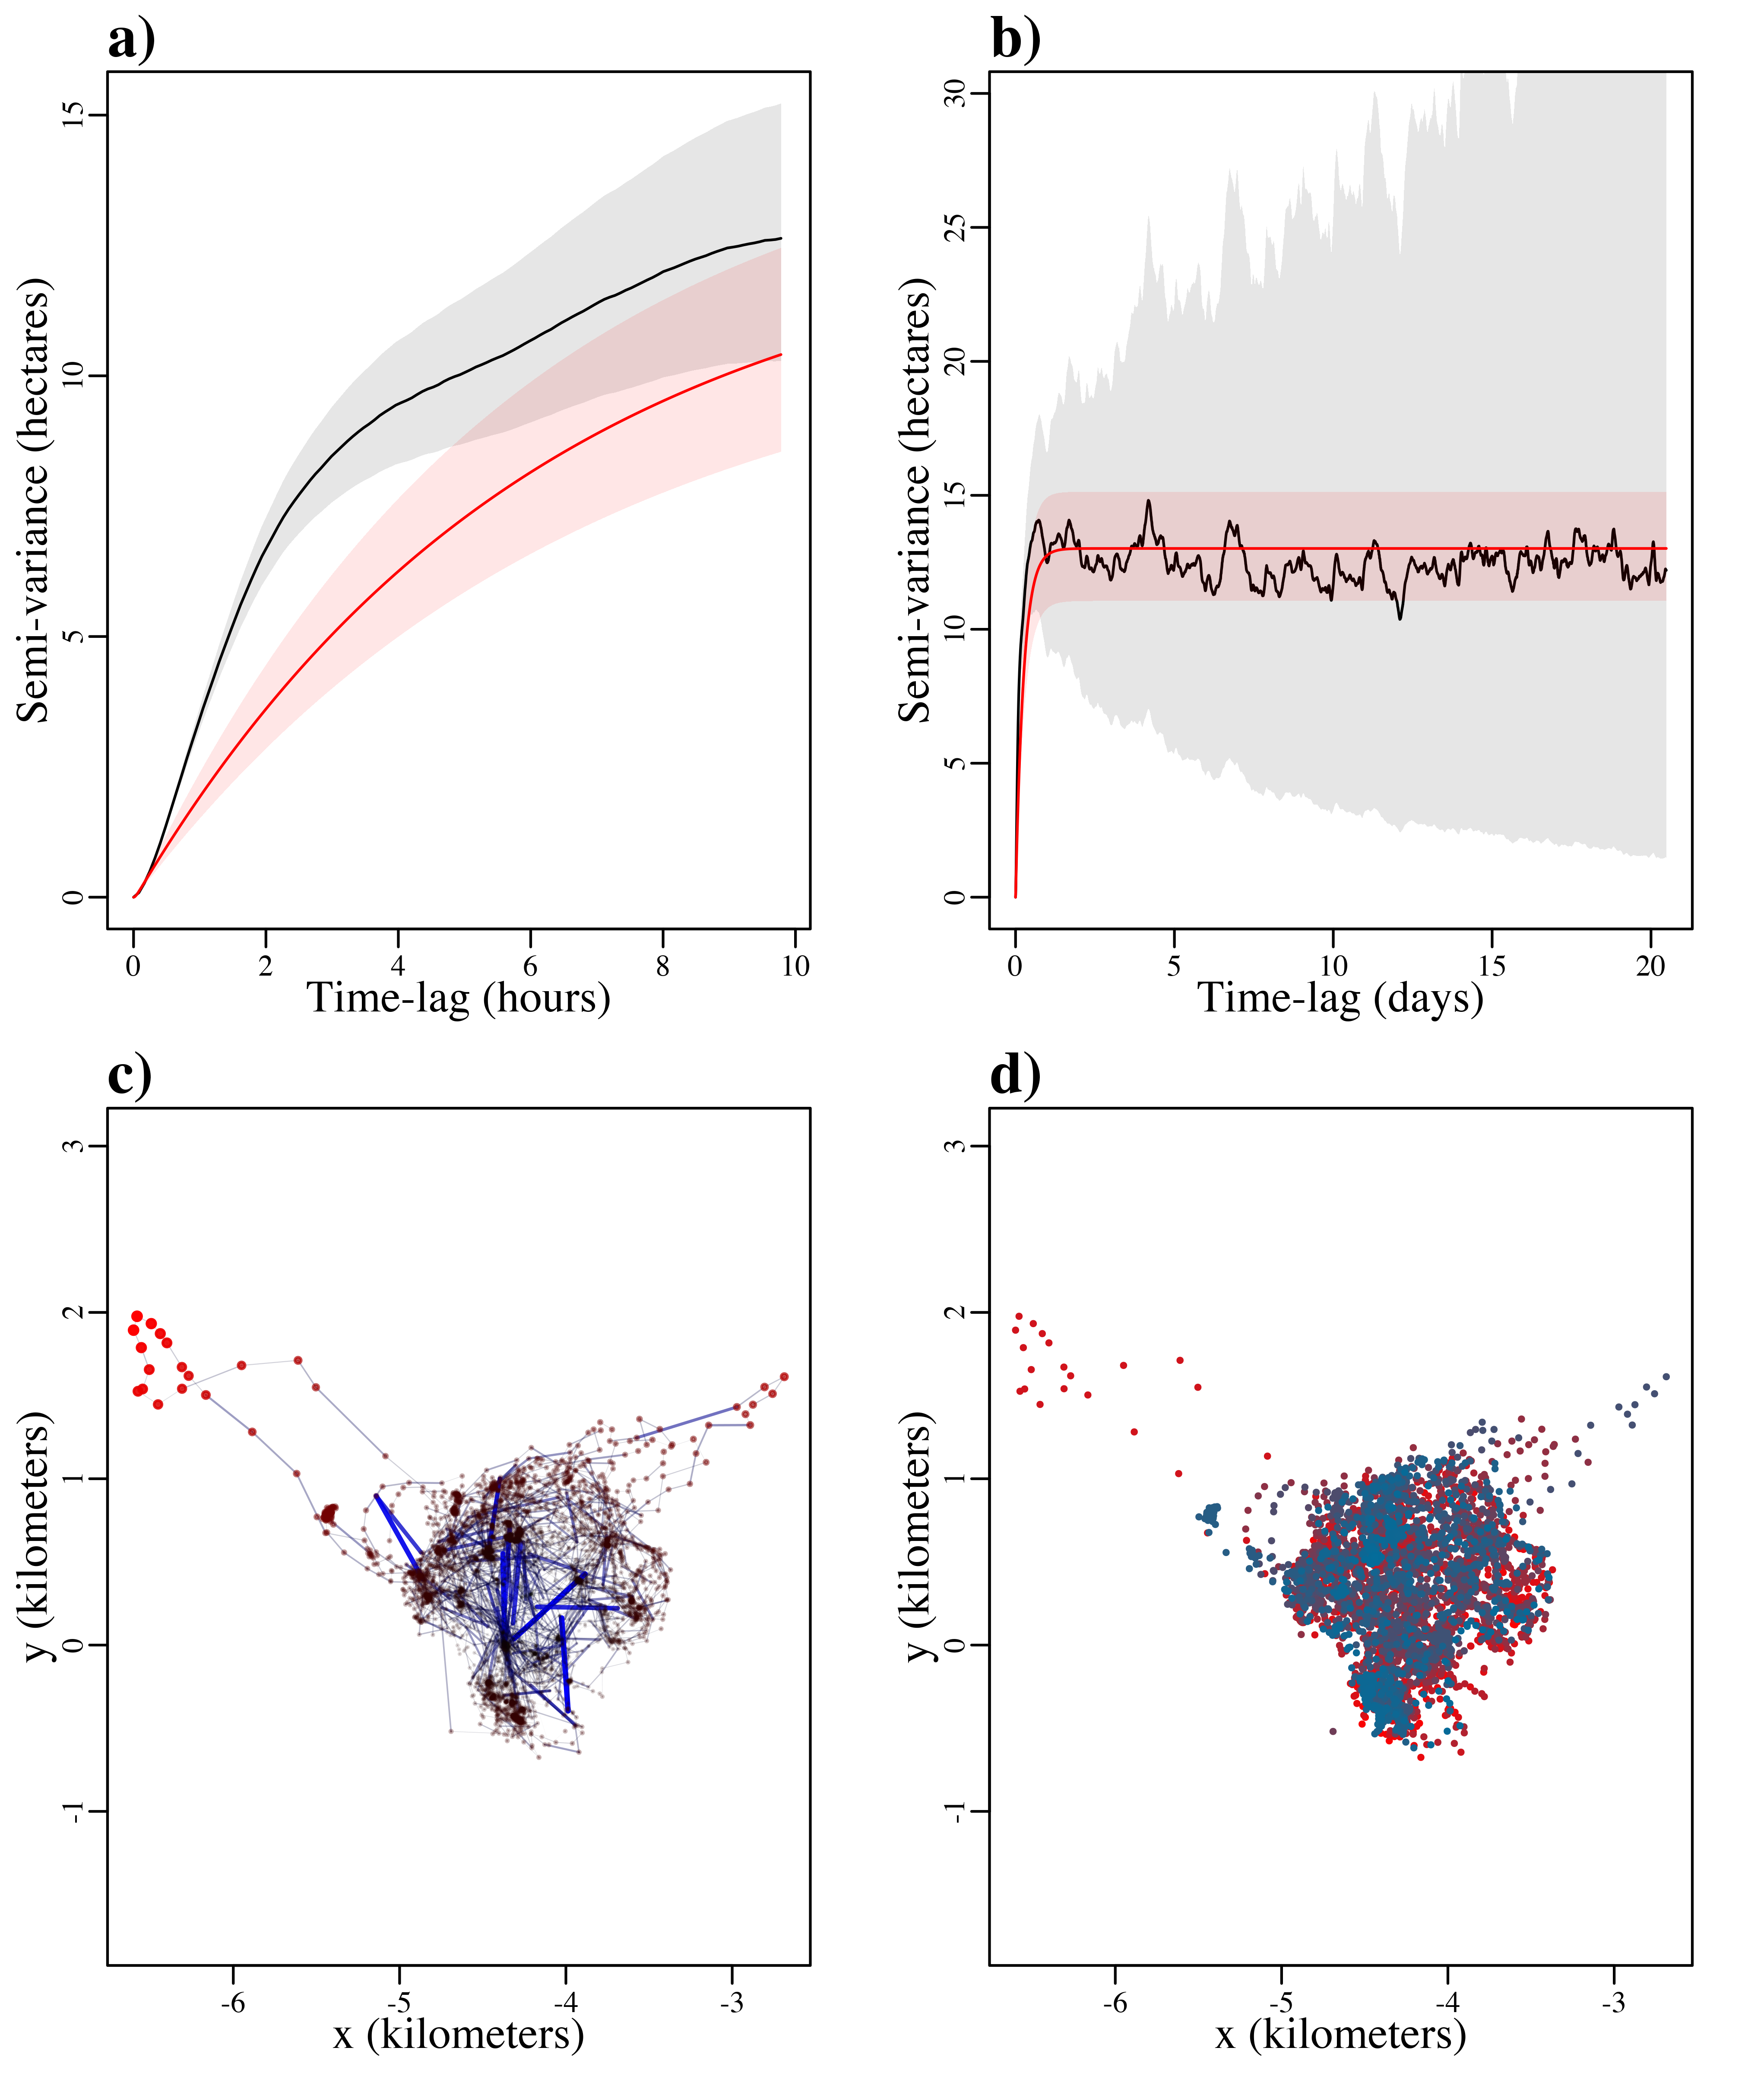 a)
15
10
5
0
Semi-variance (hectares)
0 2 4 6 8 10
Time-lag (hours)
b)
30
25
20
15
10
5
0
Semi-variance (hectares)
0 5 10 15 20
Time-lag (days)
c)
3
2
1
0
-1
y (kilometers)
-6 -5 -4 -3
x (kilometers)
d)
3
2
1
0
-1
y (kilometers)
-6 -5 -4 -3
x (kilometers)